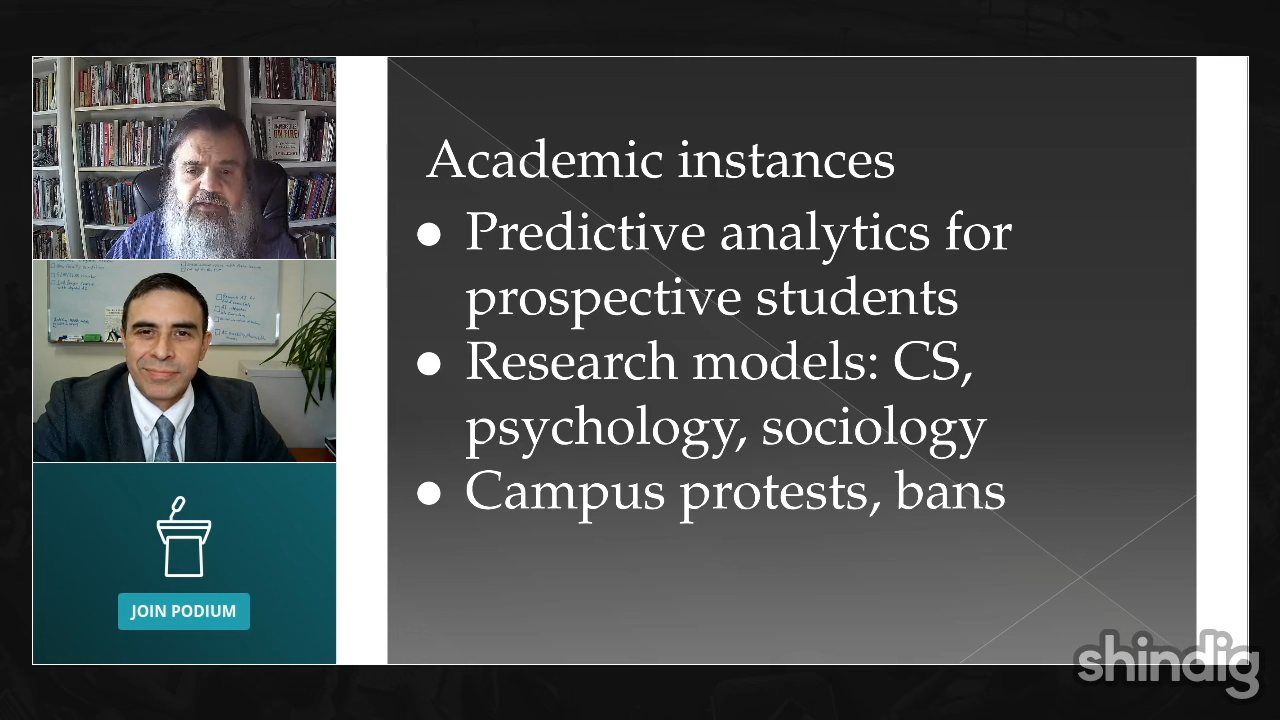 Academic instances
● Predictive analytics for
prospective students
● Research models: CS,
psychology, sociology
● Campus protests, bans
JOIN PODIUM
shindig